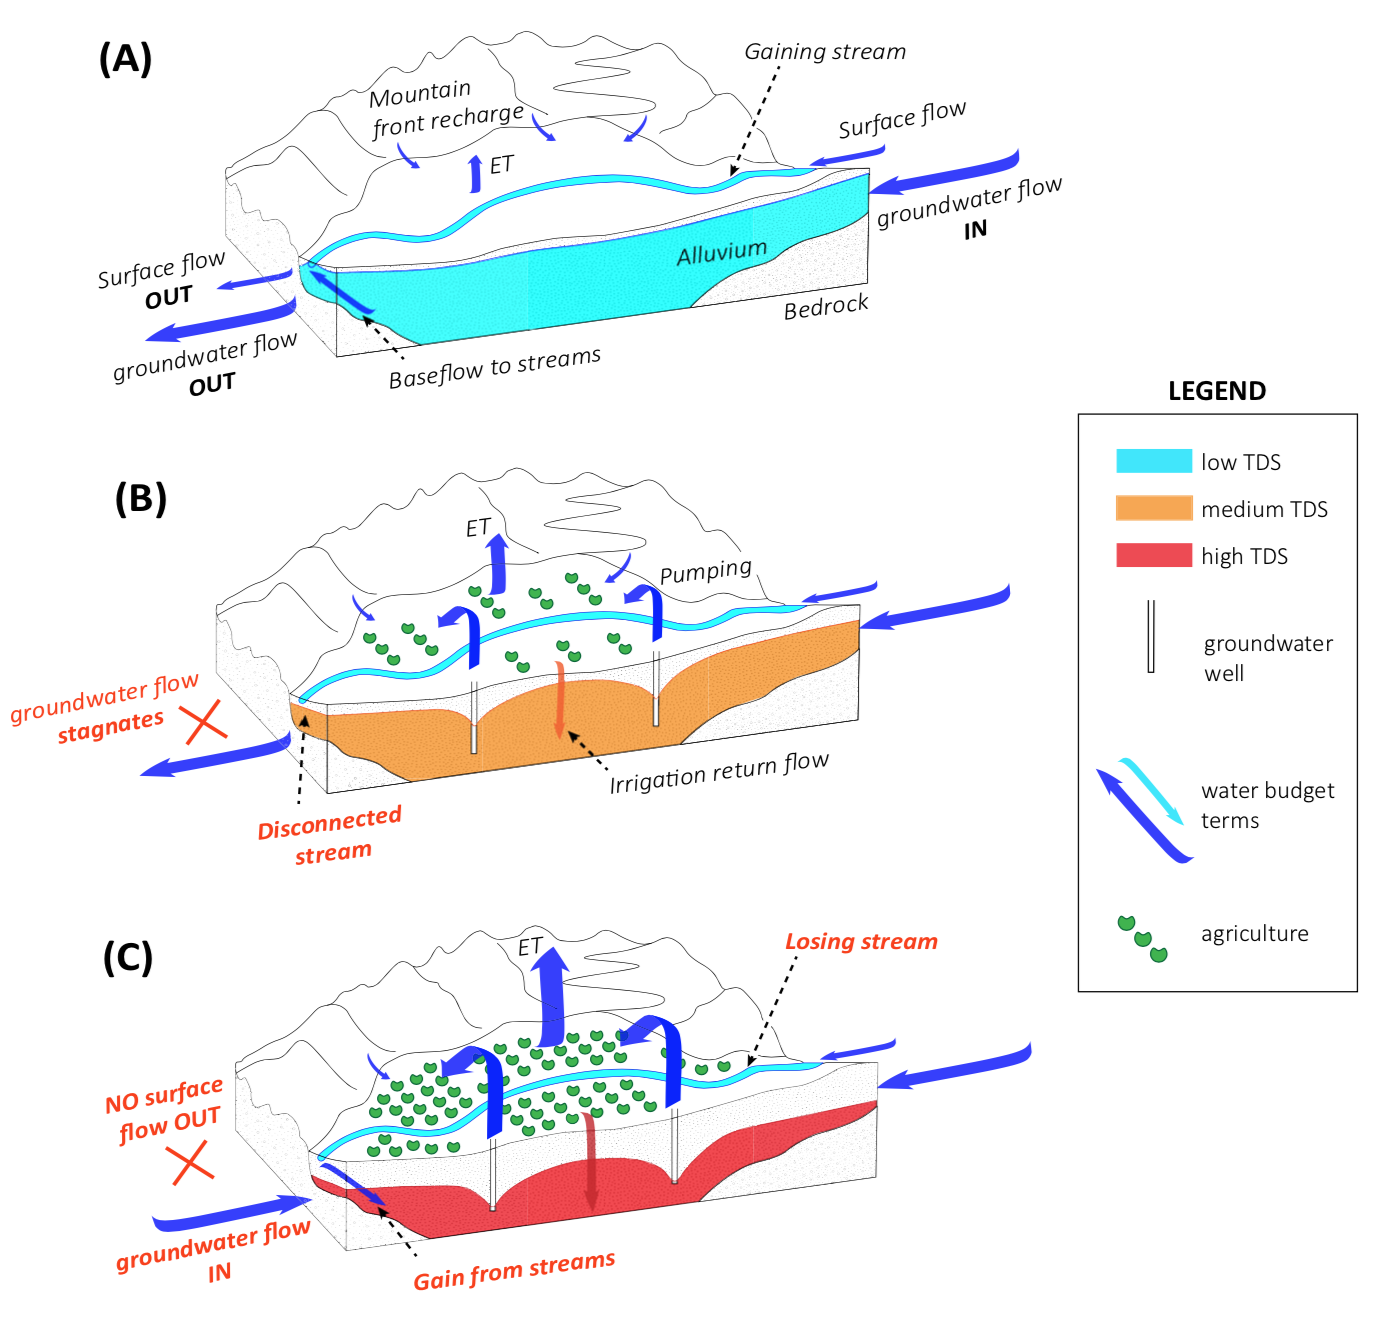 (A)
Gaining stream
Mountain
front recharge
Surface flow
ET
groundwater flow
IN
Alluvium
Surface flow
OUT
Bedrock
groundwater flow
OUT
Baseflow to streams
LEGEND
low TDS
medium TDS
high TDS
groundwater
well
water budget
terms
agriculture
(B)
ET
Pumping
groundwater flow
stagnates
Irrigation return flow
Disconnected
stream
(C)
ET
Losing stream
NO surface
flow OUT
groundwater flow
IN
Gain from streams